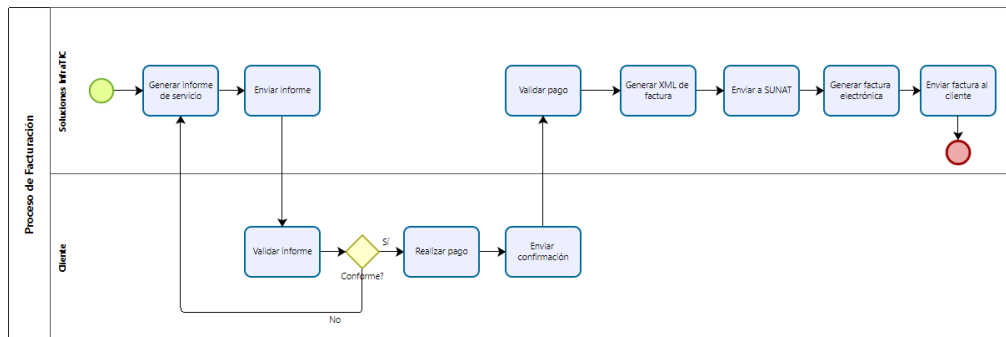 Proceso de Facturación
Soluciones InfraTIC
Generar informe
de servicio
Enviar informe
Validar pago
Generar XML de
factura
Enviar a SUNAT
Generar factura
electrónica
Enviar factura al
cliente
Cliente
Validar informe
Conforme?
Sí
No
Realizar pago
Enviar
confirmación